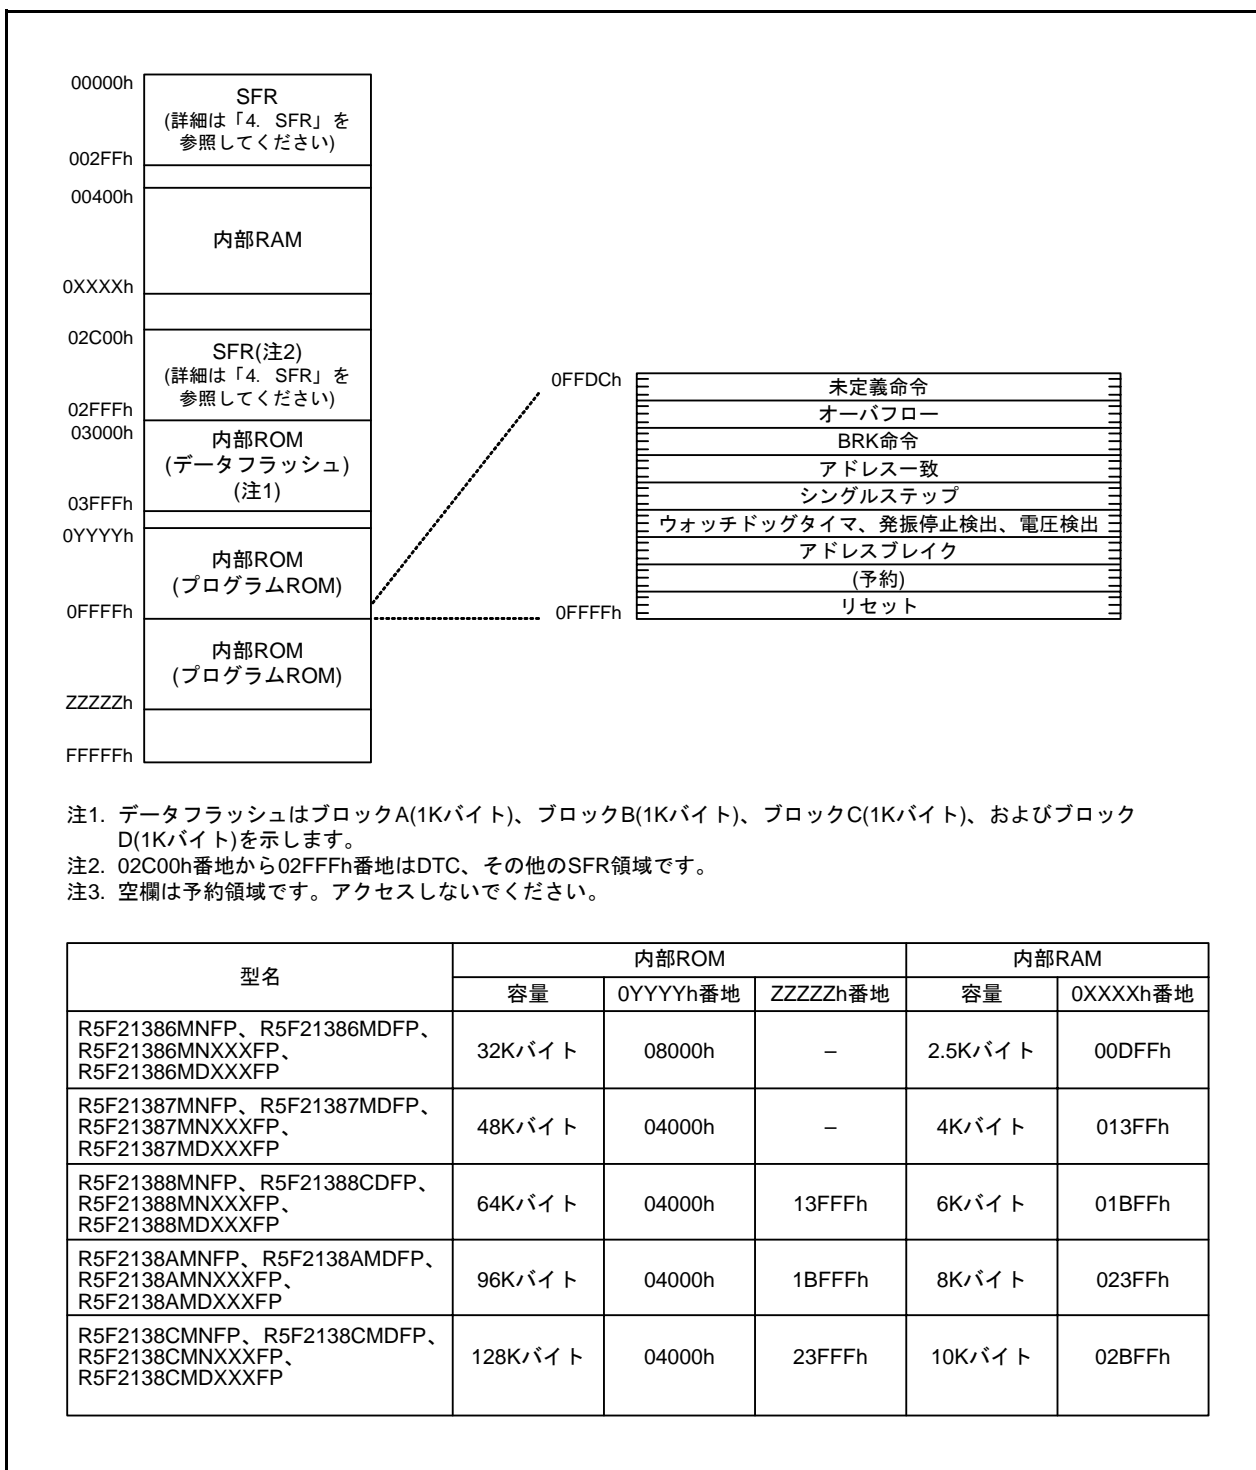 00000h
SFR
(詳細は「4. SFR」を
参照してください)
002FFh
00400h
内部RAM
0XXXXh
02C00h
SFR(注2)
(詳細は「4. SFR」を
参照してください)
02FFFh
03000h
内部ROM
(データフラッシュ)
(注1)
03FFFh
0YYYYh
内部ROM
(プログラムROM)
0FFFFh
内部ROM
(プログラムROM)
ZZZZZh
FFFFFh
0FFDCh
未定義命令
オーバフロー
BRK命令
アドレス一致
シングルステップ
ウォッチドッグタイマ、発振停止検出、電圧検出
アドレスブレイク
(予約)
0FFFFh
リセット
注1. データフラッシュはブロックA(1Kバイト)、ブロックB(1Kバイト)、ブロックC(1Kバイト)、およびブロック
D(1Kバイト)を示します。
注2. 02C00h番地から02FFFh番地はDTC、その他のSFR領域です。
注3. 空欄は予約領域です。アクセスしないでください。
型名 内部ROM 内部RAM
容量 0YYYYh番地 ZZZZZh番地 容量 0XXXXh番地
R5F21386MNFP、R5F21386MDFP、
R5F21386MNXXXFP、
R5F21386MDXXXFP
32Kバイト 08000h – 2.5Kバイト 00DFFh
R5F21387MNFP、R5F21387MDFP、
R5F21387MNXXXFP、
R5F21387MDXXXFP
48Kバイト 04000h – 4Kバイト 013FFh
R5F21388MNFP、R5F21388CDFP、
R5F21388MNXXXFP、
R5F21388MDXXXFP
64Kバイト 04000h 13FFFh 6Kバイト 01BFFh
R5F2138AMNFP、R5F2138AMDFP、
R5F2138AMNXXXFP、
R5F2138AMDXXXFP
96Kバイト 04000h 1BFFFh 8Kバイト 023FFh
R5F2138CMNFP、R5F2138CMDFP、
R5F2138CMNXXXFP、
R5F2138CMDXXXFP
128Kバイト 04000h 23FFFh 10Kバイト 02BFFh